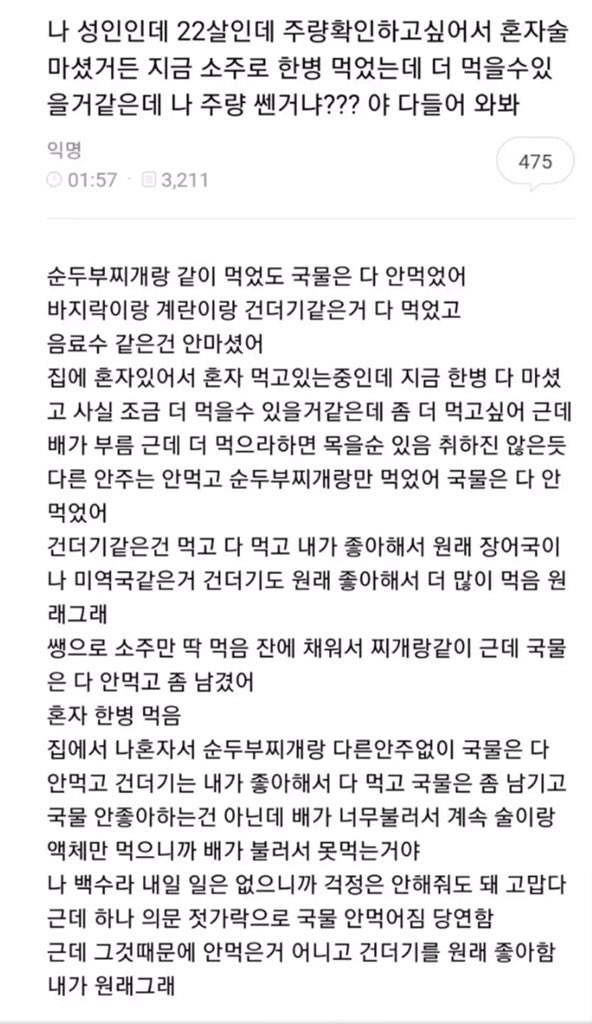 나 성인인데 22살인데 주량확인하고싶어서 혼자술
마셨거든 지금 소주로 한병 먹었는데 더 먹을수있
을거같은데 나 주량 쎈거냐??? 야 다들어 와봐
익명
01:57 · 3,211
475
순두부찌개랑 같이 먹었도 국물은 다 안먹었어
바지락이랑 계란이랑 건더기같은거 다 먹었고
음료수 같은건 안마셨어
집에 혼자있어서 혼자 먹고있는중인데 지금 한병 다 마셨
고 사실 조금 더 먹을수 있을거같은데 좀 더 먹고싶어 근데
배가 부름 근데 더 먹으라하면 목을순 있음 취하진 않은듯
다른 안주는 안먹고 순두부찌개랑만 먹었어 국물은 다 안
먹었어
건더기같은건 먹고 다 먹고 내가 좋아해서 원래 장어국이
나 미역국같은거 건더기도 원래 좋아해서 더 많이 먹음 원
래그래
쌩으로 소주만 딱 먹음 잔에 채워서 찌개랑같이 근데 국물
은 다 안먹고 좀 남겼어
혼자 한병 먹음
집에서 나혼자서 순두부찌개랑 다른안주없이 국물은 다
안먹고 건더기는 내가 좋아해서 다 먹고 국물은 좀 남기고
국물 안좋아하는건 아닌데 배가 너무불러서 계속 술이랑
액체만 먹으니까 배가 불러서 못먹는거야
나 백수라 내일 일은 없으니까 걱정은 안해줘도 돼 고맙다
근데 하나 의문 젓가락으로 국물 안먹어짐 당연함
근데 그것때문에 안먹은거 어니고 건더기를 원래 좋아함
내가 원래그래